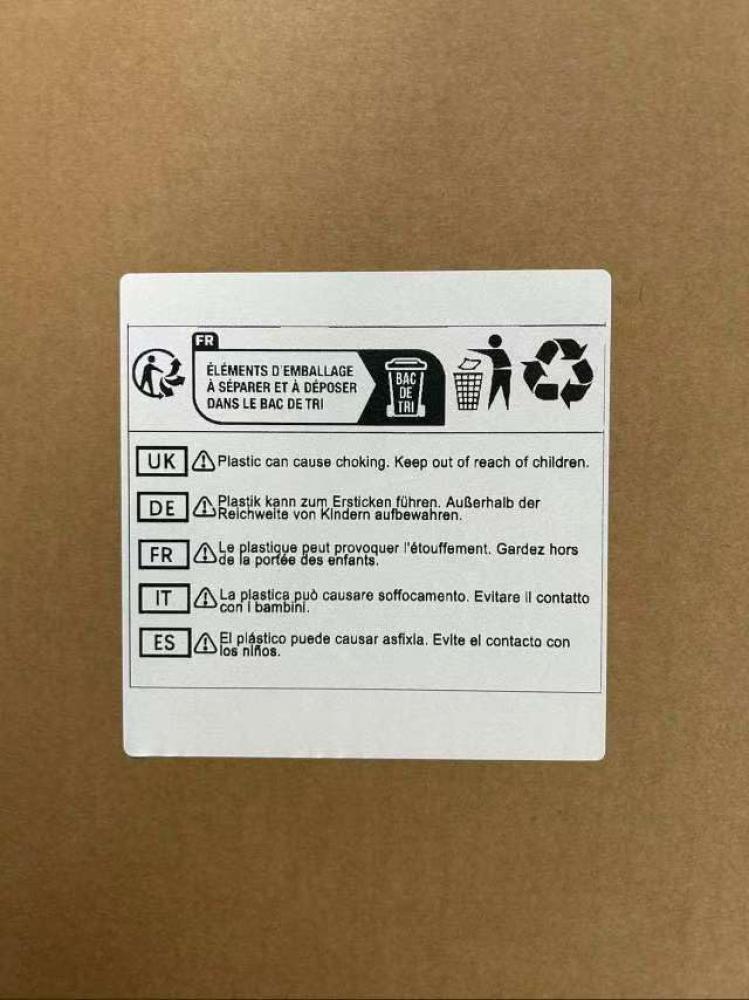 FR
ÉLÉMENTS D'EMBALLAGE
À SÉPARER ET À DÉPOSER
DANS LE BAC DE TRI
BAC
DE
TRI
UK Plastic can cause choking. Keep out of reach of children.
DE Plastik kann zum Ersticken führen. Außerhalb der
Reichweite von Kindern aufbewahren.
FR Le plastique peut provoquer l'étouffement. Gardez hors
de la portée des enfants.
IT La plastica può causare soffocamento. Evitare il contatto
con i bambini.
ES El plástico puede causar asfixia. Evite el contacto con
los niños.